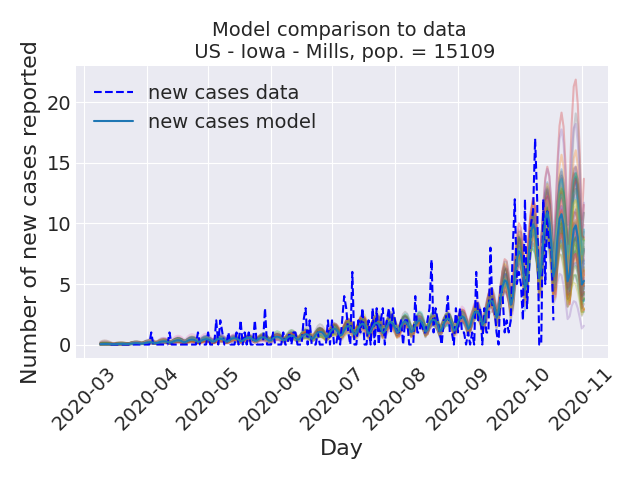 Model comparison to data
US - Iowa - Mills, pop. = 15109
Number of new cases reported
20
15
10
5
0
new cases data
new cases model
2020-03
2020-04
2020-05
2020-06
2020-07
2020-08
2020-09
2020-10
2020-11
Day